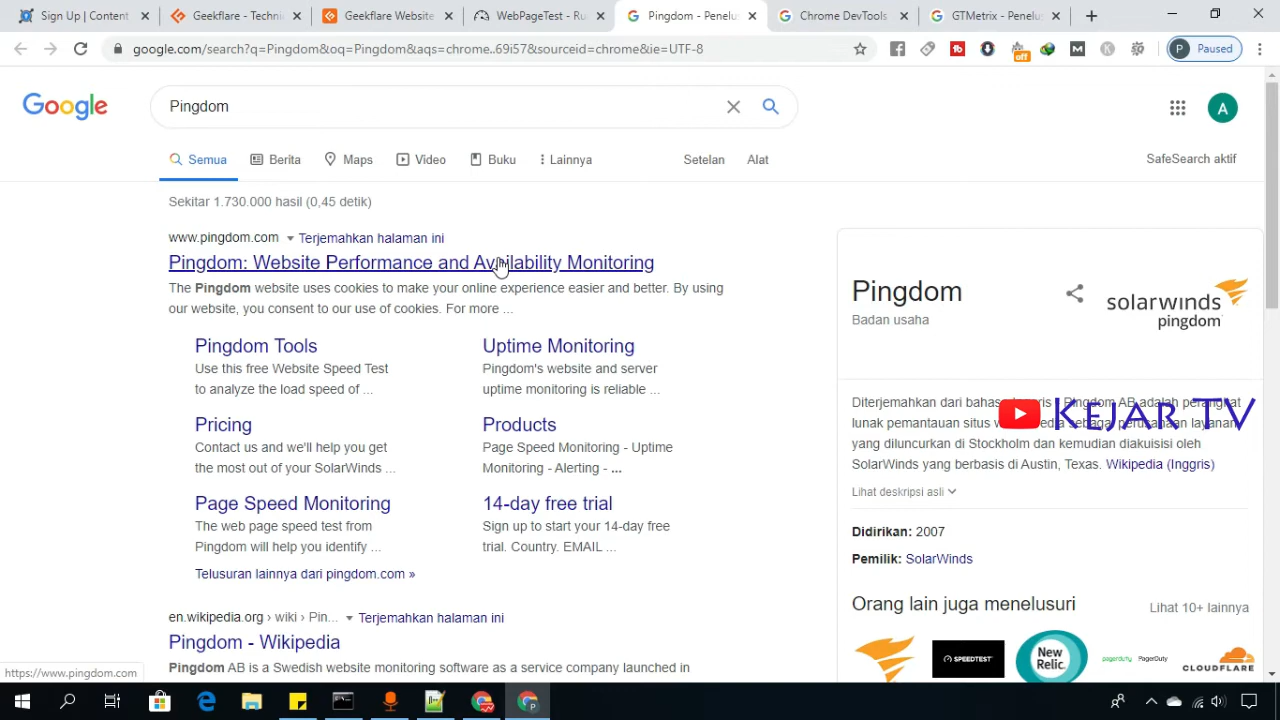 Sign Up | Content
Geekflare - Techni
Geekflare Website
WebPageTest - Ru
Pingdom - Penelus
Chrome DevTools
GTMetrix - Penelus
google.com/search?q=Pingdom&oq=Pingdom&aqs=chrome..69i57&sourceid=chrome&ie=UTF-8
off
P Paused
Google
Pingdom
A
Semua
Berita
Maps
Video
Buku
Lainnya
Setelan
Alat
SafeSearch aktif
Sekitar 1.730.000 hasil (0,45 detik)
www.pingdom.com
Terjemahkan halaman ini
Pingdom: Website Performance and Availability Monitoring
The Pingdom website uses cookies to make your online experience easier and better. By using
our website, you consent to our use of cookies. For more ...
Pingdom Tools
Use this free Website Speed Test
to analyze the load speed of ...
Uptime Monitoring
Pingdom's website and server
uptime monitoring is reliable ...
Pricing
Contact us and we'll help you get
the most out of your SolarWinds ...
Products
Page Speed Monitoring - Uptime
Monitoring - Alerting - ...
Page Speed Monitoring
The web page speed test from
Pingdom will help you identify ...
14-day free trial
Sign up to start your 14-day free
trial. Country. EMAIL ...
Telusuran lainnya dari pingdom.com »
en.wikipedia.org › wiki › Pin...
Terjemahkan halaman ini
Pingdom - Wikipedia
Pingdom AB is a Swedish website monitoring software as a service company launched in
https://www.pingdom.com
Pingdom
Badan usaha
solarwinds
pingdom
Diterjemahkan dari bahasa Pingdom AB adalah perangkat
KEJAR TV
lunak pemantauan situs sebagai perusahaan layanan
yang diluncurkan di Stockholm dan kemudian diakuisisi oleh
SolarWinds yang berbasis di Austin, Texas. Wikipedia (Inggris)
Lihat deskripsi asli
Didirikan: 2007
Pemilik: SolarWinds
Orang lain juga menelusuri
Lihat 10+ lainnya
SPEEDTEST
New
Relic
pagerduty
PagerDuty
CLOUDFLARE